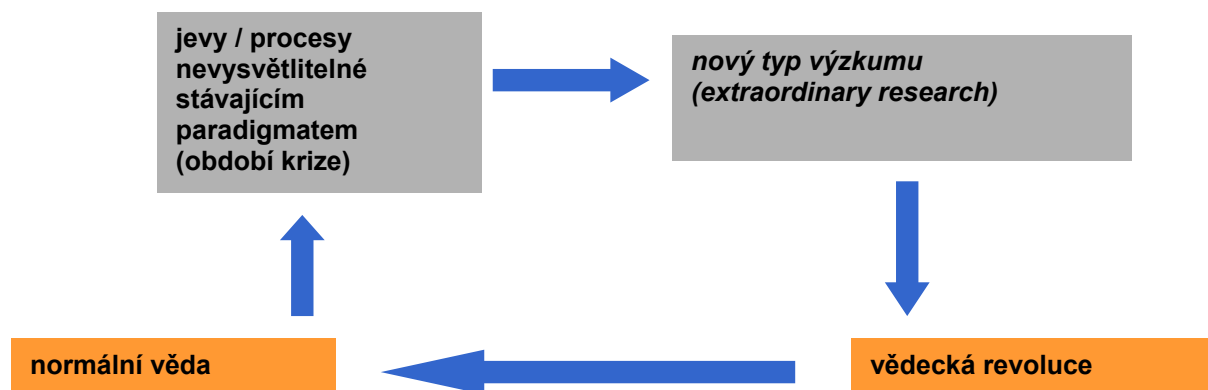 jevy / procesy
nevysvětlitelné
stávajícím
paradigmatem
(období krize)
nový typ výzkumu
(extraordinary research)
normální věda
vědecká revoluce